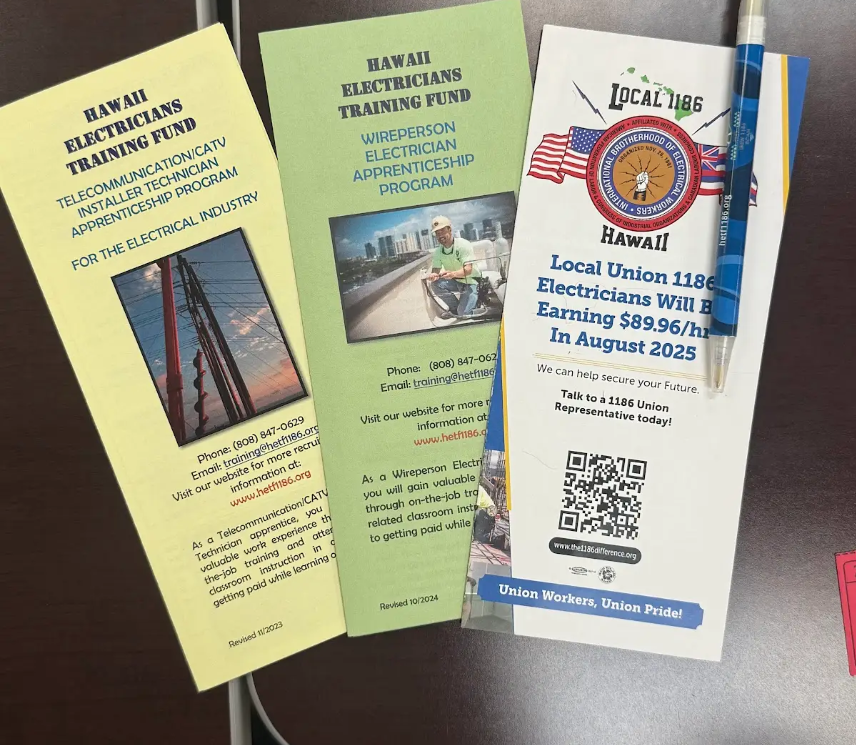 HAWAII
ELECTRICIANS
TRAINING FUND
TELECOMMUNICATION/CATV
INSTALLER TECHNICIAN
APPRENTICESHIP PROGRAM
FOR THE ELECTRICAL INDUSTRY
Phone: (808) 847-0629
Email: training@hetf1186.org
Visit our website for more recrui
information at:
www.hetf1186.org
As a Telecommunication/CATV
Technician apprentice, you
valuable work experience th
the-job training and atte
classroom instruction in
getting paid while learning
Revised 11/2023
HAWAII
ELECTRICIANS
TRAINING FUND
WIREPERSON
ELECTRICIAN
APPRENTICESHIP
PROGRAM
Phone: (808) 847-062
Email: training@hetf1186
Visit our website for more
information at:
www.hetf1186.o
As a Wireperson Electri
you will gain valuable
through on-the-job tra
related classroom inst
to getting paid while
Revised 10/2024
LOCAL 1186
INTERNATIONAL BROTHERHOOD OF ELECTRICAL WORKERS
ORGANIZED NOV. 28, 1891
HAWAII
Local Union 1186
Electricians Will B
Earning $89.96/hr
In August 2025
We can help secure your Future.
Talk to a 1186 Union
Representative today!
www.the1186difference.org
Union Workers, Union Pride!
hetf1186.org